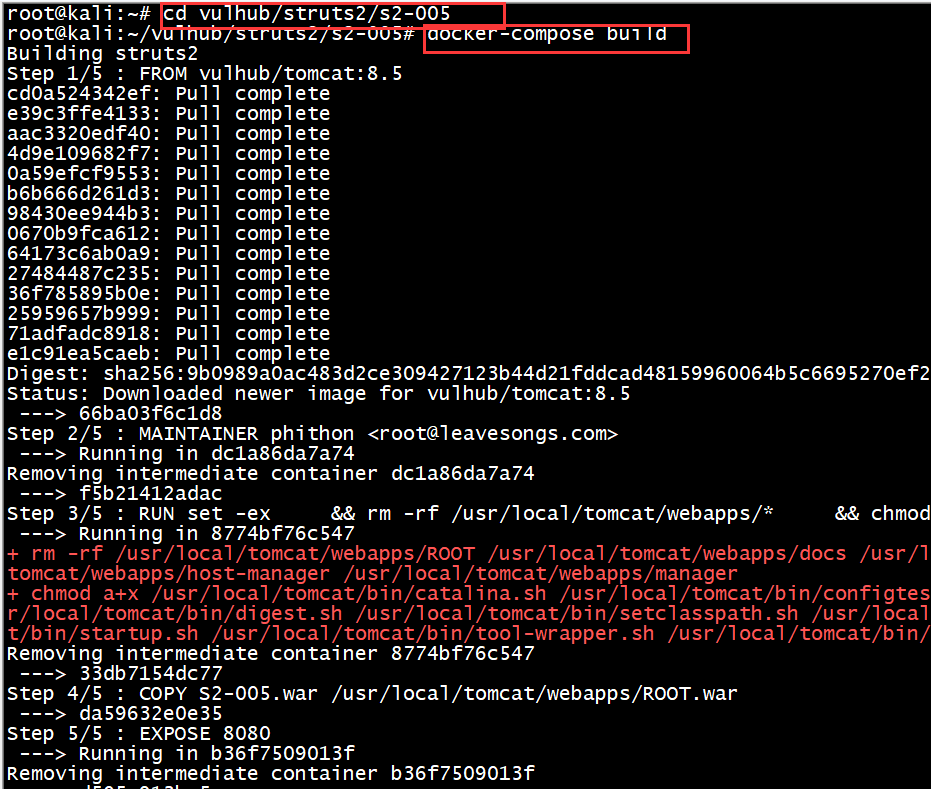 root@kali:~# cd vulhub/struts2/s2-005
root@kali:~/vulhub/struts2/s2-005# docker-compose build
Building struts2
Step 1/5 : FROM vulhub/tomcat:8.5
cd0a524342ef: Pull complete
e39c3ffe4133: Pull complete
aac3320edf40: Pull complete
4d9e109682f7: Pull complete
0a59efcf9553: Pull complete
b6b666d261d3: Pull complete
98430ee944b3: Pull complete
0670b9fca612: Pull complete
64173c6ab0a9: Pull complete
27484487c235: Pull complete
36f785895b0e: Pull complete
25959657b999: Pull complete
71adfadc8918: Pull complete
e1c91ea5caeb: Pull complete
Digest: sha256:9b0989a0ac483d2ce309427123b44d21fddcad48159960064b5c6695270ef2
Status: Downloaded newer image for vulhub/tomcat:8.5
 ---> 66ba03f6c1d8
Step 2/5 : MAINTAINER phithon <root@leavesongs.com>
 ---> Running in dc1a86da7a74
Removing intermediate container dc1a86da7a74
 ---> f5b21412adac
Step 3/5 : RUN set -ex     && rm -rf /usr/local/tomcat/webapps/*     && chmod
 ---> Running in 8774bf76c547
+ rm -rf /usr/local/tomcat/webapps/ROOT /usr/local/tomcat/webapps/docs /usr/l
tomcat/webapps/host-manager /usr/local/tomcat/webapps/manager
+ chmod a+x /usr/local/tomcat/bin/catalina.sh /usr/local/tomcat/bin/configtes
r/local/tomcat/bin/digest.sh /usr/local/tomcat/bin/setclasspath.sh /usr/local
t/bin/startup.sh /usr/local/tomcat/bin/tool-wrapper.sh /usr/local/tomcat/bin/
Removing intermediate container 8774bf76c547
 ---> 33db7154dc77
Step 4/5 : COPY S2-005.war /usr/local/tomcat/webapps/ROOT.war
 ---> da59632e0e35
Step 5/5 : EXPOSE 8080
 ---> Running in b36f7509013f
Removing intermediate container b36f7509013f